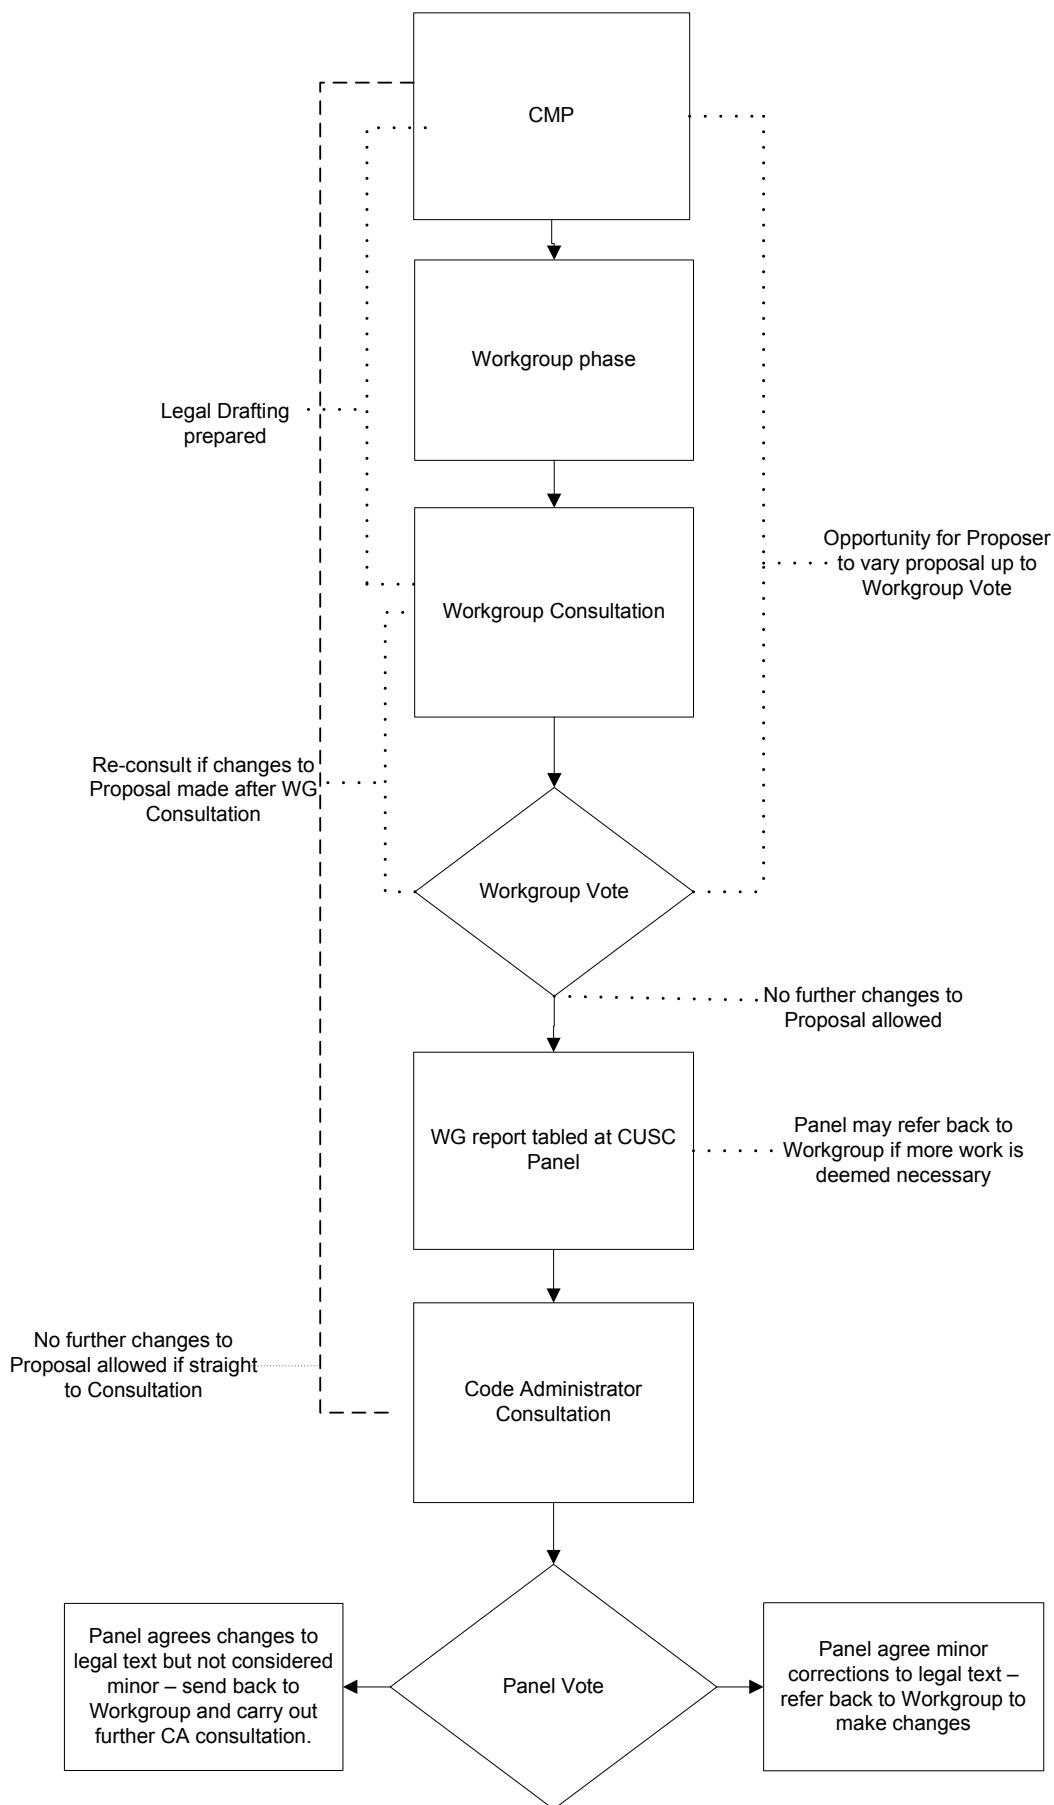 CMP
Workgroup phase
Legal Drafting
prepared
Opportunity for Proposer
to vary proposal up to
Workgroup Vote
Workgroup Consultation
Re-consult if changes to
Proposal made after WG
Consultation
Workgroup Vote
No further changes to
Proposal allowed
WG report tabled at CUSC
Panel
Panel may refer back to
Workgroup if more work is
deemed necessary
No further changes to
Proposal allowed if straight
to Consultation
Code Administrator
Consultation
Panel agrees changes to
legal text but not considered
minor – send back to
Workgroup and carry out
further CA consultation.
Panel Vote
Panel agree minor
corrections to legal text –
refer back to Workgroup to
make changes